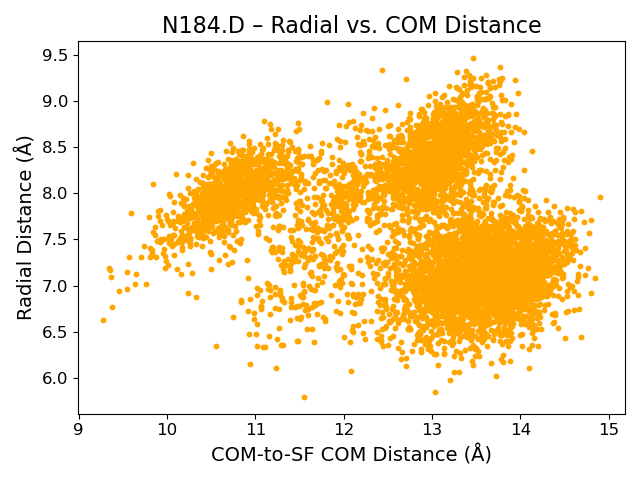 N184.D – Radial vs. COM Distance
Radial Distance (Å)
9.5
9.0
8.5
8.0
7.5
7.0
6.5
6.0
9 10 11 12 13 14 15
COM-to-SF COM Distance (Å)